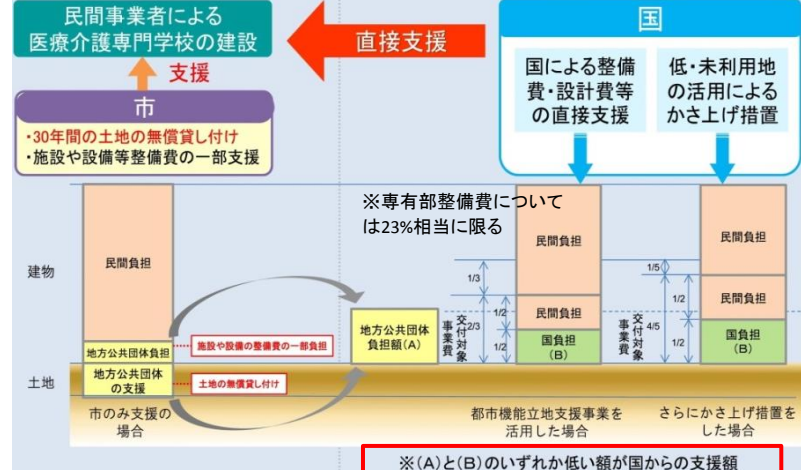 民間事業者による
医療介護専門学校の建設
直接支援
国
支援
国による整備
費・設計費等
の直接支援
低・未利用地
の活用による
かさ上げ措置
市
・30年間の土地の無償貸し付け
・施設や設備等整備費の一部支援
※専有部整備費について
は23%相当に限る
建物
民間負担
地方公共団体負担
施設や設備の整備費の一部負担
土地
地方公共団体
の支援
土地の無償貸し付け
市のみ支援の
場合
地方公共団体
負担額(A)
交付対象
事業費
1/3
2/3
1/2
1/2
民間負担
民間負担
国負担
(B)
都市機能立地支援事業を
活用した場合
交付対象
事業費
1/5
4/5
1/2
1/2
民間負担
民間負担
国負担
(B)
さらにかさ上げ措置を
した場合
※(A)と(B)のいずれか低い額が国からの支援額